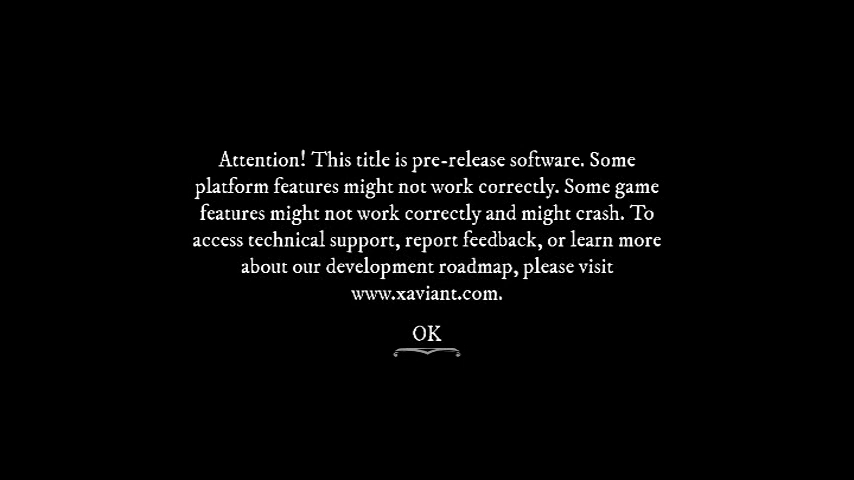 Attention! This title is pre-release software. Some
platform features might not work correctly. Some game
features might not work correctly and might crash. To
access technical support, report feedback, or learn more
about our development roadmap, please visit
www.xaviant.com.
OK